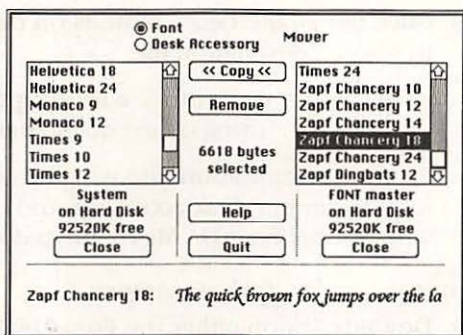 Font
Desk Accessory
Mover
Helvetica 18
Helvetica 24
Monaco 9
Monaco 12
Times 9
Times 10
Times 12
<< Copy <<
Remove
6618 bytes
selected
Times 24
Zapf Chancery 10
Zapf Chancery 12
Zapf Chancery 14
Zapf Chancery 18
Zapf Chancery 24
Zapf Dingbats 12
System
on Hard Disk
92520K free
Close
Help
Quit
FONT master
on Hard Disk
92520K free
Close
Zapf Chancery 18: The quick brown fox jumps over the la